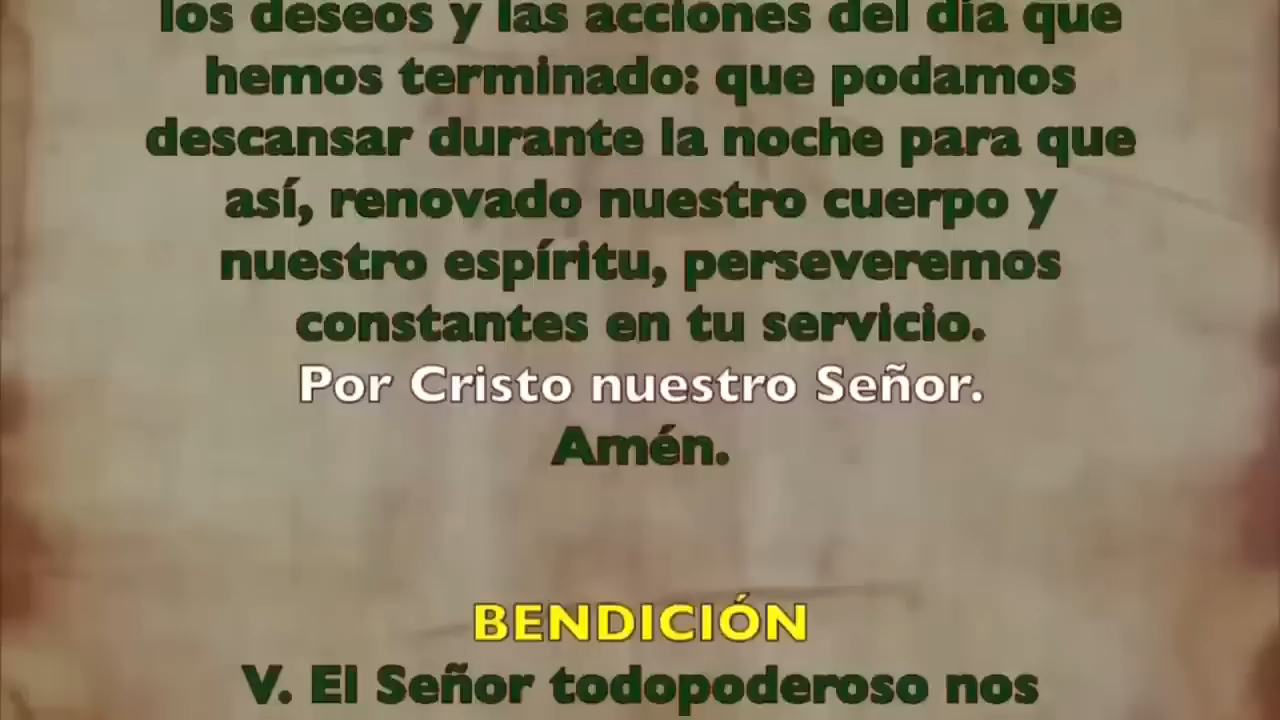 los deseos y las acciones del día que
hemos terminado: que podamos
descansar durante la noche para que
así, renovado nuestro cuerpo y
nuestro espíritu, perseveremos
constantes en tu servicio.
Por Cristo nuestro Señor.
Amén.
BENDICIÓN
V. El Señor todopoderoso nos